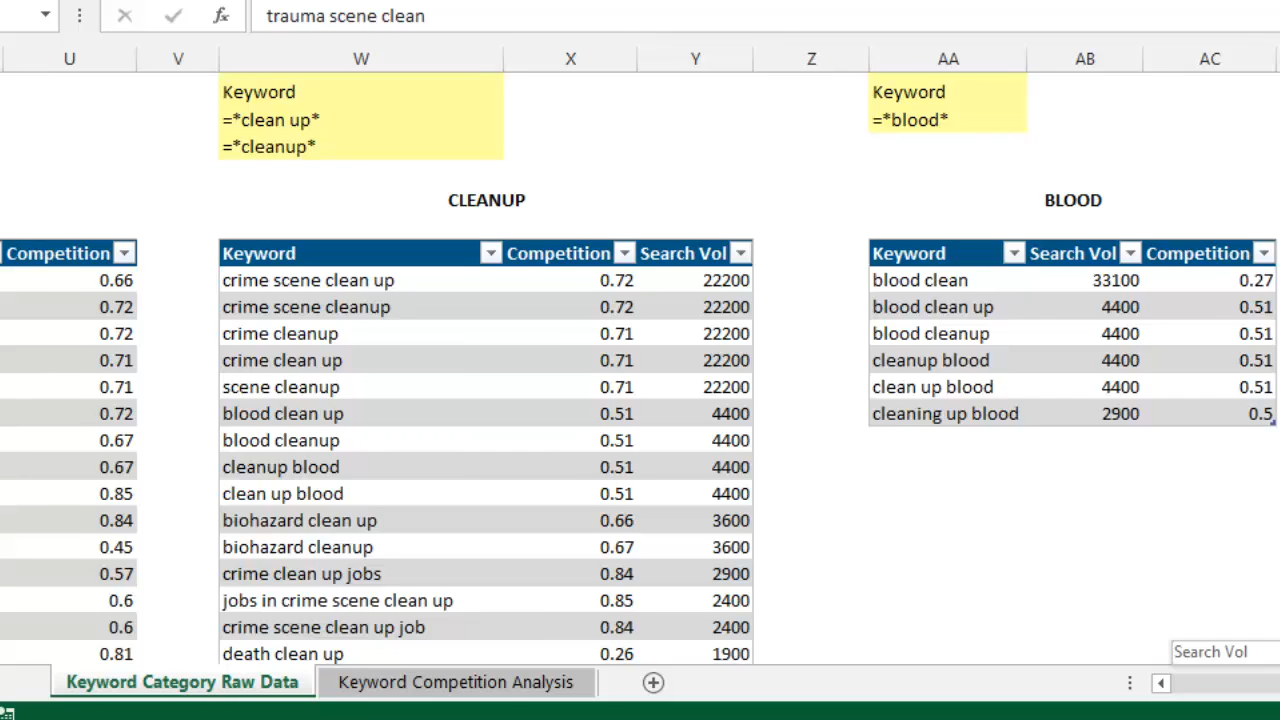 fx trauma scene clean
U V W X Y Z AA AB AC
Keyword Keyword
=*clean up* =*blood*
=*cleanup*
CLEANUP BLOOD
Competition Keyword Competition Search Vol Keyword Search Vol Competition
0.66 crime scene clean up 0.72 22200 blood clean 33100 0.27
0.72 crime scene cleanup 0.72 22200 blood clean up 4400 0.51
0.72 crime cleanup 0.71 22200 blood cleanup 4400 0.51
0.71 crime clean up 0.71 22200 cleanup blood 4400 0.51
0.71 scene cleanup 0.71 22200 clean up blood 4400 0.51
0.72 blood clean up 0.51 4400 cleaning up blood 2900 0.5
0.67 blood cleanup 0.51 4400
0.67 cleanup blood 0.51 4400
0.85 clean up blood 0.51 4400
0.84 biohazard clean up 0.66 3600
0.45 biohazard cleanup 0.67 3600
0.57 crime clean up jobs 0.84 2900
0.6 jobs in crime scene clean up 0.85 2400
0.6 crime scene clean up job 0.84 2400
0.81 death clean up 0.26 1900 Search Vol
Keyword Category Raw Data Keyword Competition Analysis